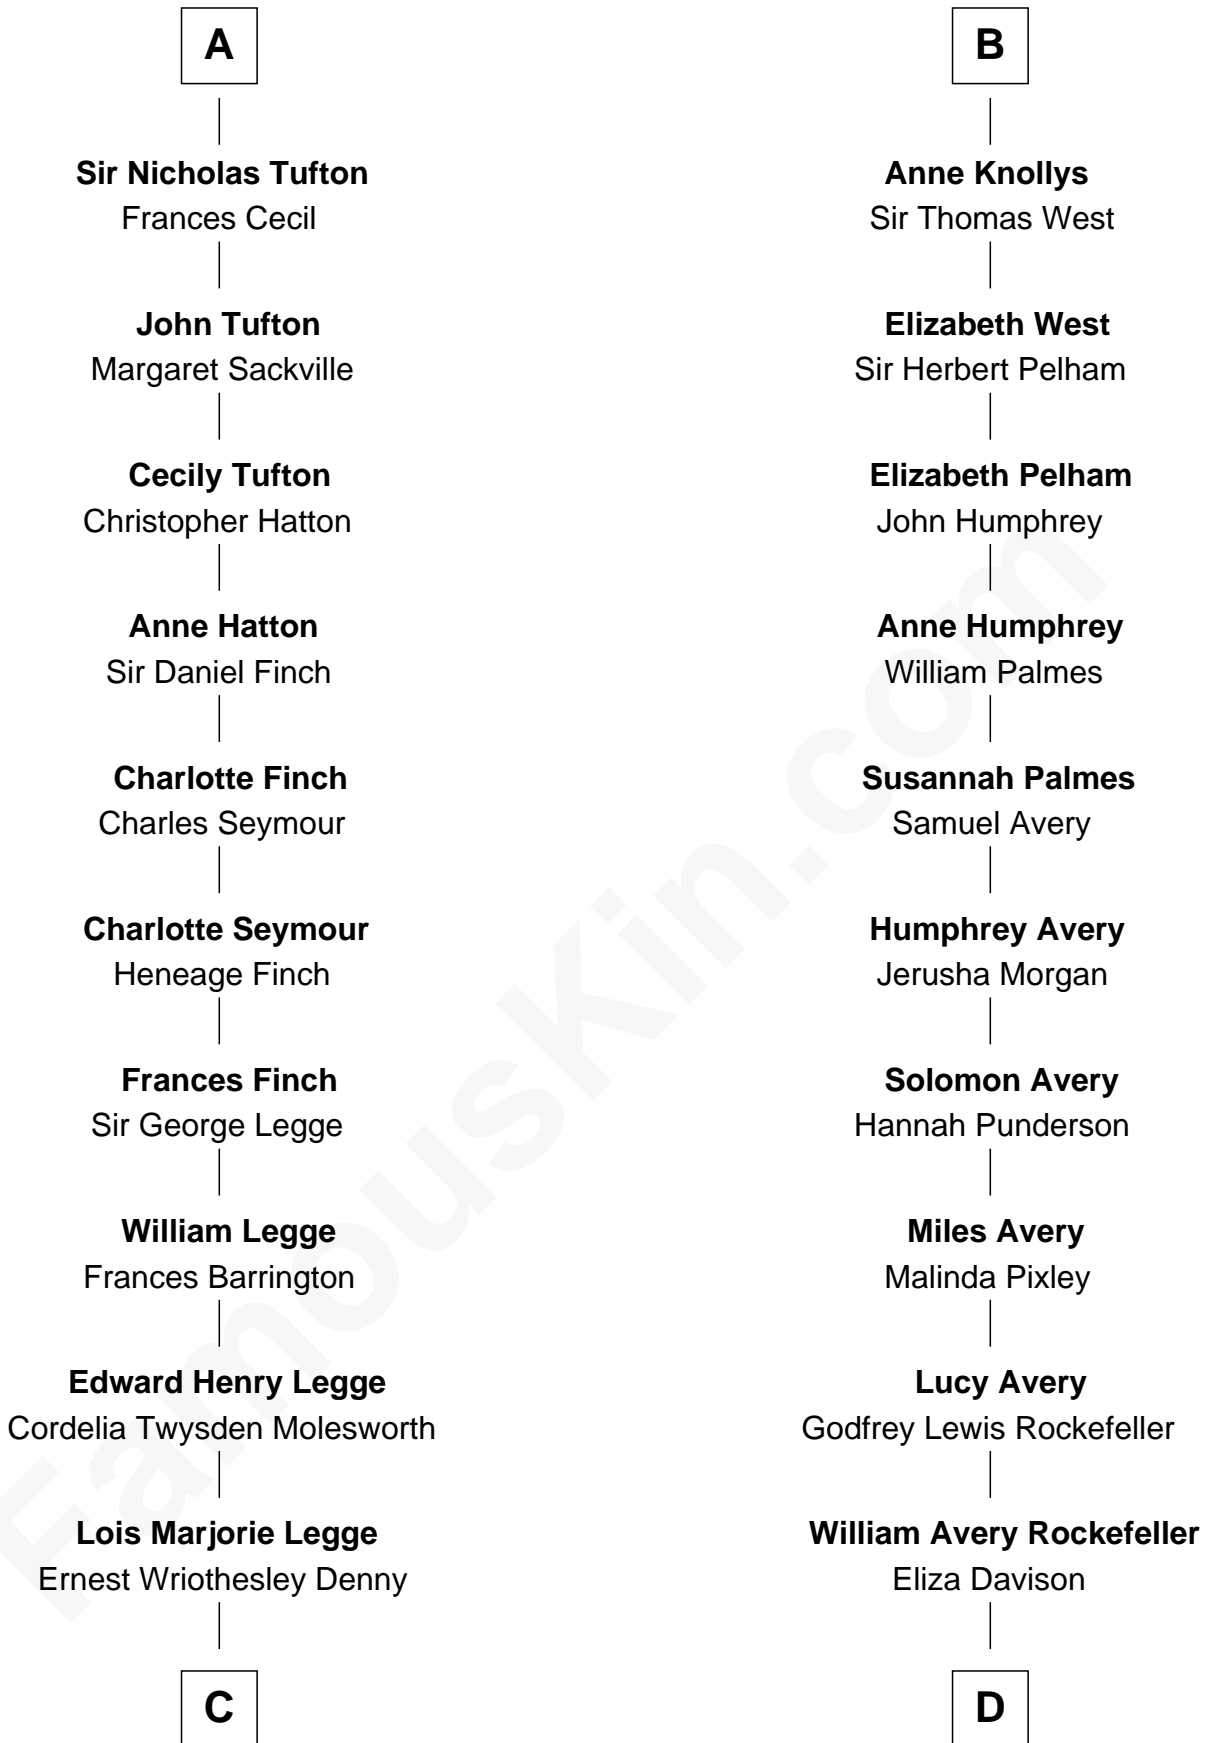 A
Sir Nicholas Tufton
Frances Cecil
John Tufton
Margaret Sackville
Cecily Tufton
Christopher Hatton
Anne Hatton
Sir Daniel Finch
Charlotte Finch
Charles Seymour
Charlotte Seymour
Heneage Finch
Frances Finch
Sir George Legge
William Legge
Frances Barrington
Edward Henry Legge
Cordelia Twysden Molesworth
Lois Marjorie Legge
Ernest Wriothesley Denny
C
B
Anne Knollys
Sir Thomas West
Elizabeth West
Sir Herbert Pelham
Elizabeth Pelham
John Humphrey
Anne Humphrey
William Palmes
Susannah Palmes
Samuel Avery
Humphrey Avery
Jerusha Morgan
Solomon Avery
Hannah Punderson
Miles Avery
Malinda Pixley
Lucy Avery
Godfrey Lewis Rockefeller
William Avery Rockefeller
Eliza Davison
D
FamousKin.com